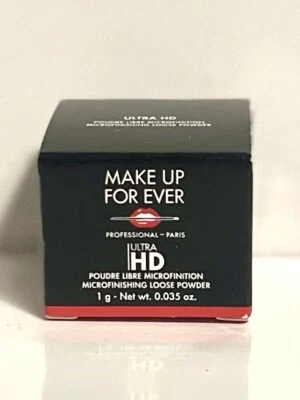 ULTRA HD
POUDRE LIBRE MICROFINITION
MICROFINISHING LOOSE POWDER
MAKE UP
FOR EVER
PROFESSIONAL – PARIS
ULTRA
HD
POUDRE LIBRE MICROFINITION
MICROFINISHING LOOSE POWDER
1 g - Net wt. 0.035 oz.